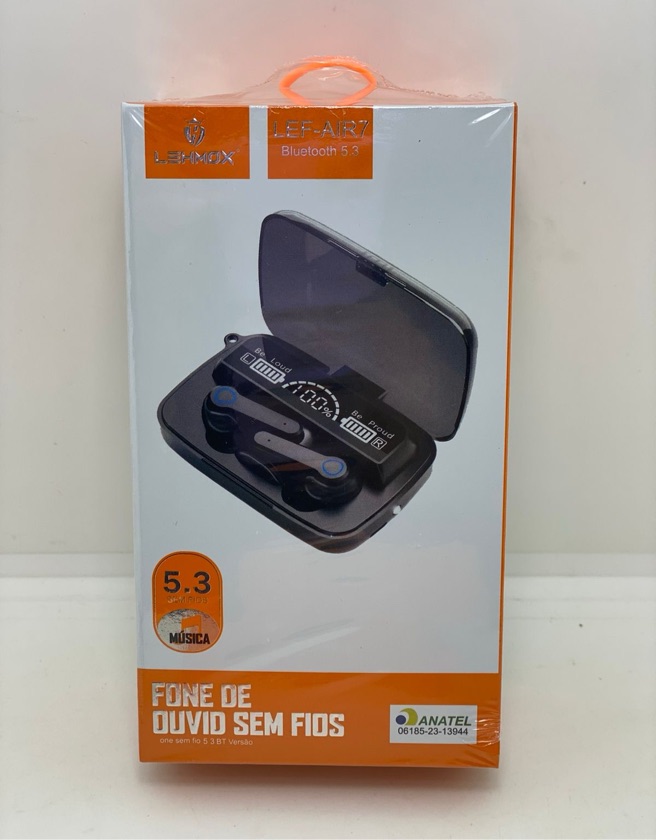 LEHMOX
LEF-AIR7
Bluetooth 5.3
Be Loud
L
100%
Be Proud
R
5.3
MÚSICA
FONE DE
OUVID SEM FIOS
one sem fio 5.3 BT Versão
ANATEL
06185-23-13944